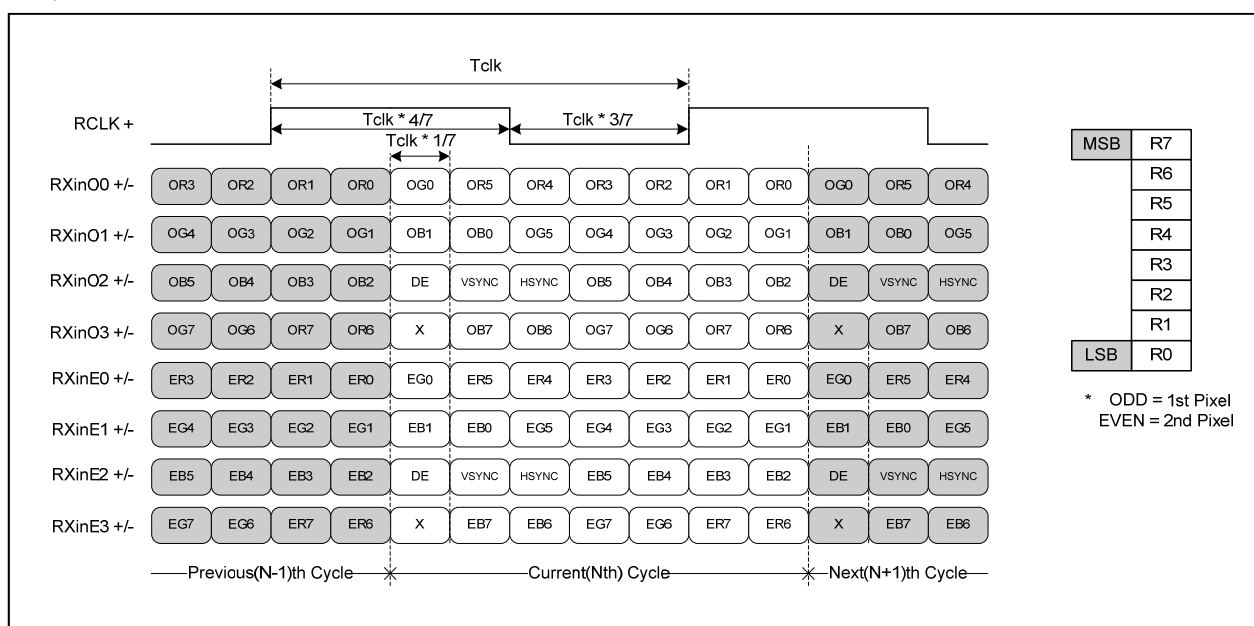 Tclk
RCLK +
Tclk * 4/7
Tclk * 3/7
Tclk * 1/7
RXinO0 +/- OR3 OR2 OR1 OR0 OG0 OR5 OR4 OR3 OR2 OR1 OR0 OG0 OR5 OR4
RXinO1 +/- OG4 OG3 OG2 OG1 OB1 OB0 OG5 OG4 OG3 OG2 OG1 OB1 OB0 OG5
RXinO2 +/- OB5 OB4 OB3 OB2 DE VSYNC HSYNC OB5 OB4 OB3 OB2 DE VSYNC HSYNC
RXinO3 +/- OG7 OG6 OR7 OR6 X OB7 OB6 OG7 OG6 OR7 OR6 X OB7 OB6
RXinE0 +/- ER3 ER2 ER1 ER0 EG0 ER5 ER4 ER3 ER2 ER1 ER0 EG0 ER5 ER4
RXinE1 +/- EG4 EG3 EG2 EG1 EB1 EB0 EG5 EG4 EG3 EG2 EG1 EB1 EB0 EG5
RXinE2 +/- EB5 EB4 EB3 EB2 DE VSYNC HSYNC EB5 EB4 EB3 EB2 DE VSYNC HSYNC
RXinE3 +/- EG7 EG6 ER7 ER6 X EB7 EB6 EG7 EG6 ER7 ER6 X EB7 EB6
Previous(N-1)th Cycle Current(Nth) Cycle Next(N+1)th Cycle
MSB R7
R6
R5
R4
R3
R2
R1
LSB R0
* ODD = 1st Pixel
EVEN = 2nd Pixel